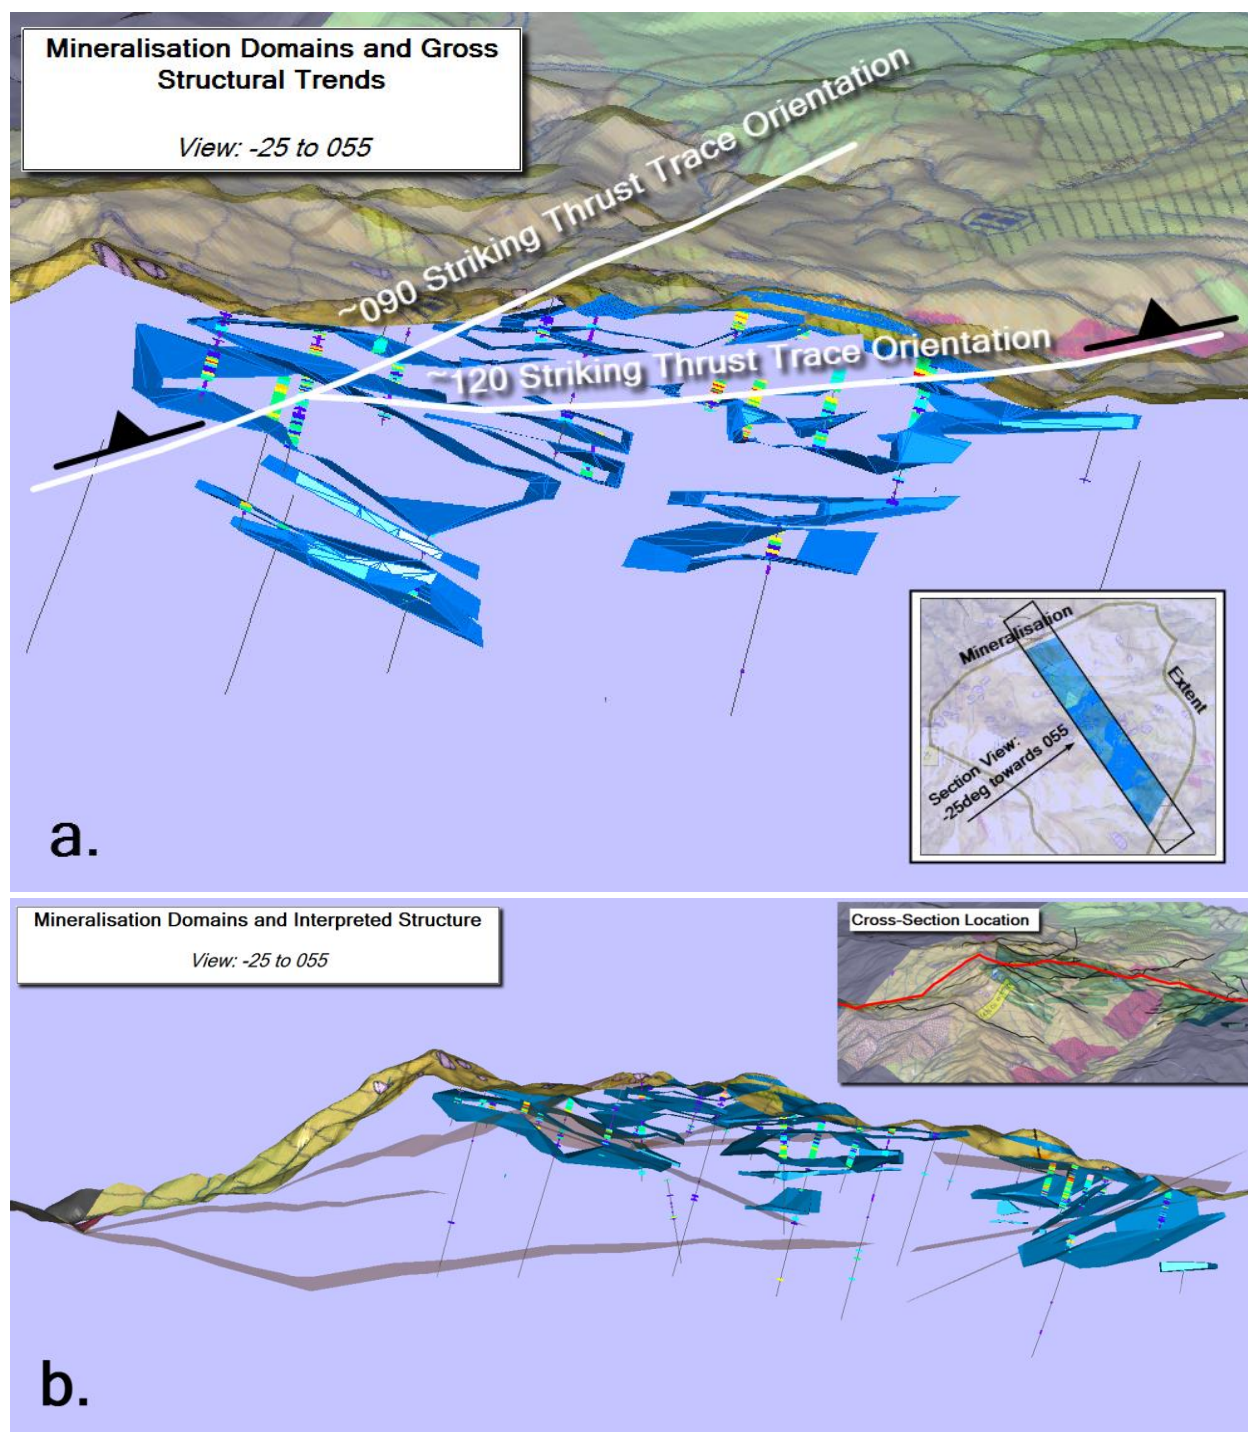 Mineralisation Domains and Gross
Structural Trends
View: -25 to 055
~090 Striking Thrust Trace Orientation
~120 Striking Thrust Trace Orientation
Mineralisation
Extent
Section View:
-25deg towards 055
a.
Mineralisation Domains and Interpreted Structure
View: -25 to 055
Cross-Section Location
b.